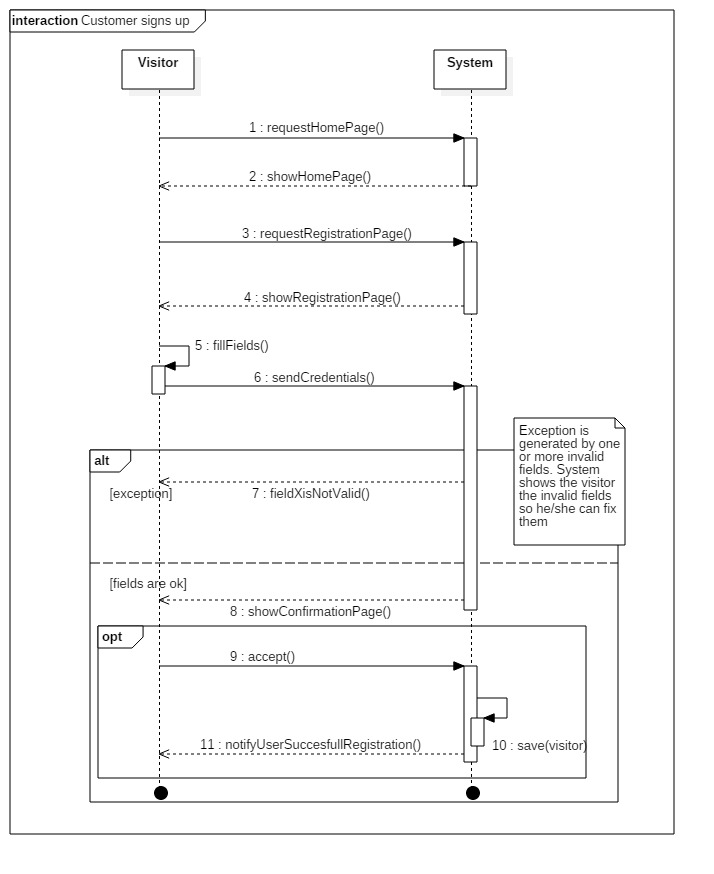 interaction Customer signs up
Visitor
System
1 : requestHomePage()
2 : showHomePage()
3 : requestRegistrationPage()
4 : showRegistrationPage()
5 : fillFields()
6 : sendCredentials()
Exception is
generated by one
or more invalid
fields. System
shows the visitor
the invalid fields
so he/she can fix
them
alt
[exception]
7 : fieldXisNotValid()
[fields are ok]
8 : showConfirmationPage()
opt
9 : accept()
11 : notifyUserSuccesfullRegistration()
10 : save(visitor)